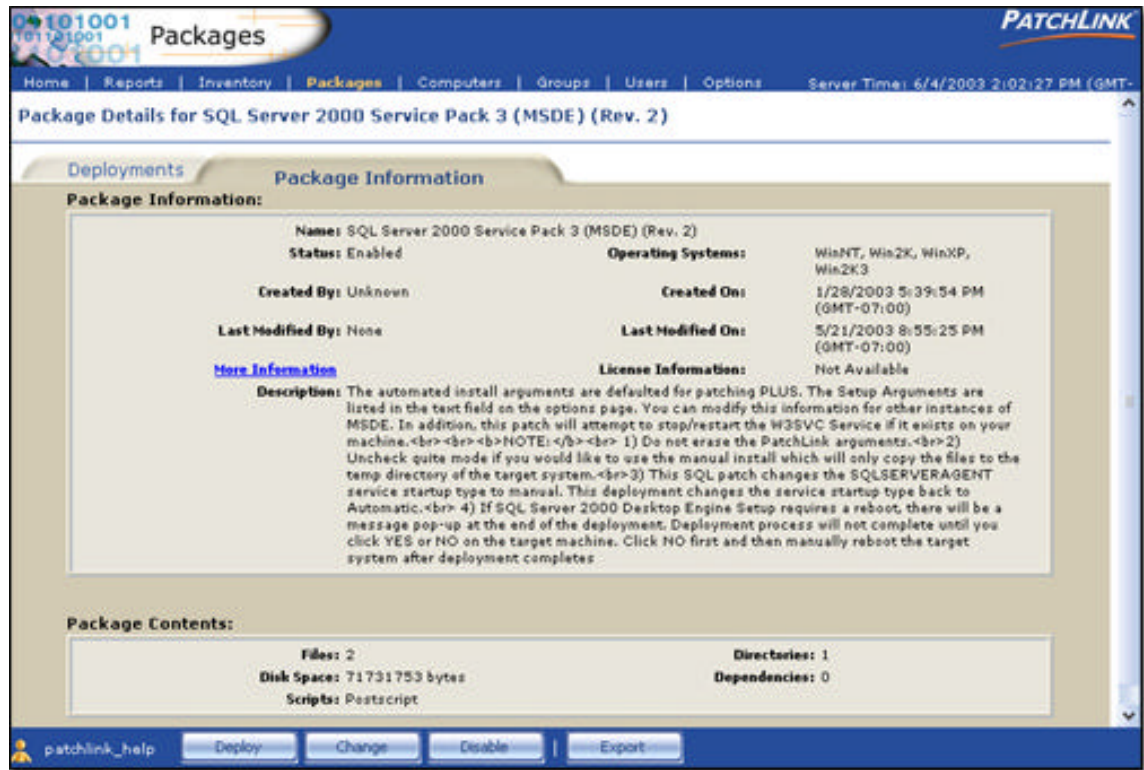 01101001
101101001
Packages
PATCHLINK
Home | Reports | Inventory | Packages | Computers | Groups | Users | Options Server Time: 6/4/2003 2:02:27 PM (GMT-
Package Details for SQL Server 2000 Service Pack 3 (MSDE) (Rev. 2)
Deployments Package Information
Package Information:
Name: SQL Server 2000 Service Pack 3 (MSDE) (Rev. 2)
Status: Enabled Operating Systems: WinNT, Win2K, WinXP,
Win2K3
Created By: Unknown Created On: 1/28/2003 5:39:54 PM
(GMT-07:00)
Last Modified By: None Last Modified On: 5/21/2003 8:55:25 PM
(GMT-07:00)
More Information License Information: Not Available
Description: The automated install arguments are defaulted for patching PLUS. The Setup Arguments are
listed in the text field on the options page. You can modify this information for other instances of
MSDE. In addition, this patch will attempt to stop/restart the W3SVC Service if it exists on your
machine.<br><br><b>NOTE:</b><br> 1) Do not erase the PatchLink arguments.<br>2)
Uncheck quite mode if you would like to use the manual install which will only copy the files to the
temp directory of the target system.<br>3) This SQL patch changes the SQLSERVERAGENT
service startup type to manual. This deployment changes the service startup type back to
Automatic.<br> 4) If SQL Server 2000 Desktop Engine Setup requires a reboot, there will be a
message pop-up at the end of the deployment. Deployment process will not complete until you
click YES or NO on the target machine. Click NO first and then manually reboot the target
system after deployment completes
Package Contents:
Files: 2 Directories: 1
Disk Space: 71731753 bytes Dependencies: 0
Scripts: Postscript
patchlink_help Deploy Change Disable | Export